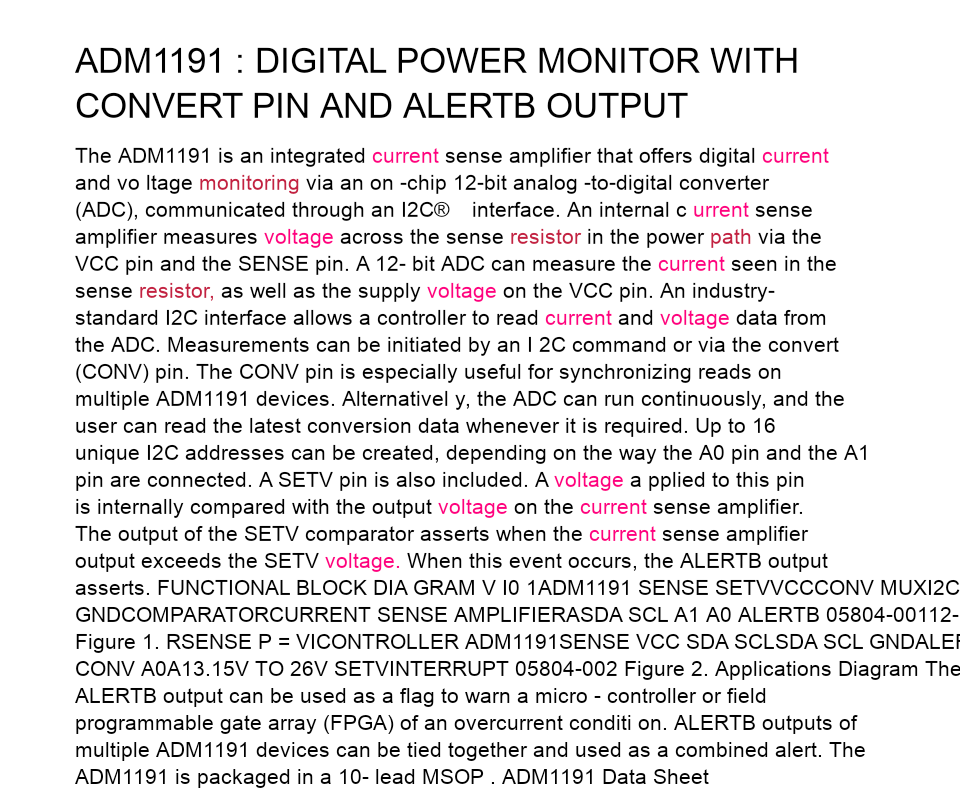 ADM1191 : DIGITAL POWER MONITOR WITH
CONVERT PIN AND ALERTB OUTPUT
The ADM1191 is an integrated current sense amplifier that offers digital current
and vo ltage monitoring via an on -chip 12-bit analog -to-digital converter
(ADC), communicated through an I2C® interface. An internal c urrent sense
amplifier measures voltage across the sense resistor in the power path via the
VCC pin and the SENSE pin. A 12- bit ADC can measure the current seen in the
sense resistor, as well as the supply voltage on the VCC pin. An industry-
standard I2C interface allows a controller to read current and voltage data from
the ADC. Measurements can be initiated by an I 2C command or via the convert
(CONV) pin. The CONV pin is especially useful for synchronizing reads on
multiple ADM1191 devices. Alternativel y, the ADC can run continuously, and the
user can read the latest conversion data whenever it is required. Up to 16
unique I2C addresses can be created, depending on the way the A0 pin and the A1
pin are connected. A SETV pin is also included. A voltage a pplied to this pin
is internally compared with the output voltage on the current sense amplifier.
The output of the SETV comparator asserts when the current sense amplifier
output exceeds the SETV voltage. When this event occurs, the ALERTB output
asserts. FUNCTIONAL BLOCK DIA GRAM V I0 1ADM1191 SENSE SETVVCCCONV MUXI2C
GNDCOMPARATORCURRENT SENSE AMPLIFIERASDA SCL A1 A0 ALERTB 05804-00112-
Figure 1. RSENSE P = VICONTROLLER ADM1191SENSE VCC SDA SCLSDA SCL GNDALER
CONV A0A13.15V TO 26V SETVINTERRUPT 05804-002 Figure 2. Applications Diagram The
ALERTB output can be used as a flag to warn a micro - controller or field
programmable gate array (FPGA) of an overcurrent conditi on. ALERTB outputs of
multiple ADM1191 devices can be tied together and used as a combined alert. The
ADM1191 is packaged in a 10- lead MSOP . ADM1191 Data Sheet